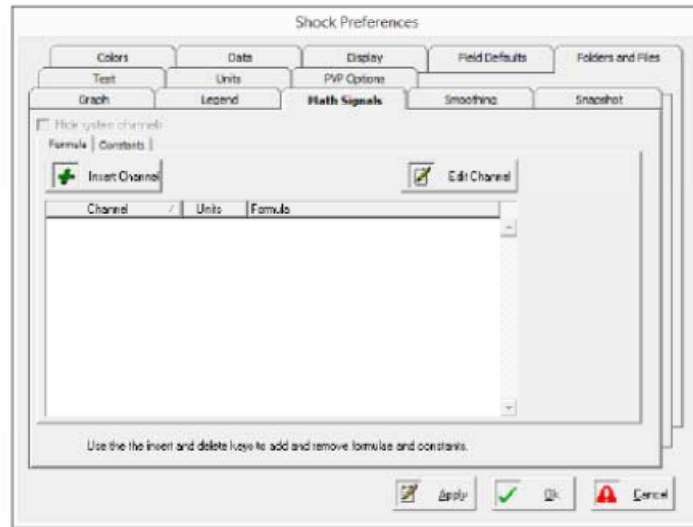 Shock Preferences
Colors Data Display Field Defaults Folders and Files
Test Units PVP Options
Graph Legend Math Signals Smoothing Snapshot
Hide system channels
Formula Constants
Insert Channel Edit Channel
Channel / Units Formula
Use the the insert and delete keys to add and remove formulae and constants.
Apply Ok Cancel